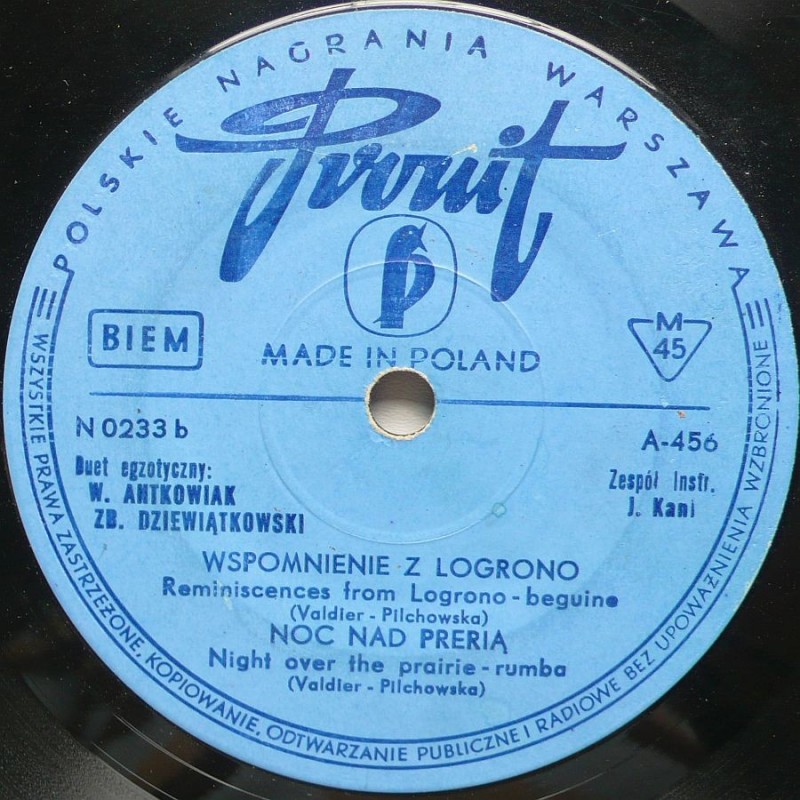 POLSKIE NAGRANIA WARSZAWA
Pronit
BIEM
MADE IN POLAND
M
45
N 0233 b
A-456
Duet egzotyczny:
W. ANTKOWIAK
ZB. DZIEWIĄTKOWSKI
Zespół Instr.
J. Kani
WSPOMNIENIE Z LOGRONO
Reminiscences from Logrono - beguine
(Valdier - Pilchowska)
NOC NAD PRERIĄ
Night over the prairie - rumba
(Valdier - Pilchowska)
WSZYSTKIE PRAWA ZASTRZEŻONE, KOPIOWANIE, ODTWARZANIE PUBLICZNE I RADIOWE BEZ UPOWAŻNIENIA WZBRONIONE